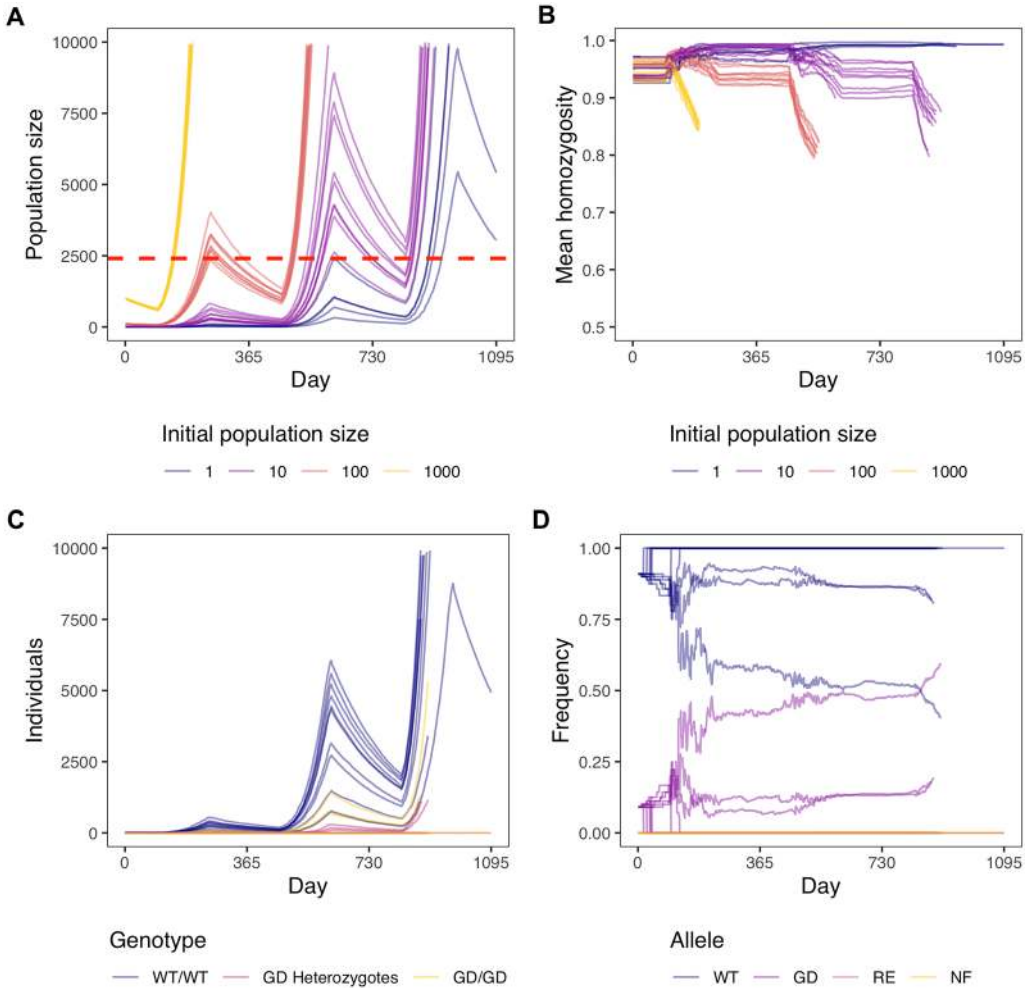 A
Population size
10000
7500
5000
2500
0
0 365 730 1095
Day
Initial population size
1 10 100 1000
B
Mean homozygosity
1.0
0.9
0.8
0.7
0.6
0.5
0 365 730 1095
Day
Initial population size
1 10 100 1000
C
Individuals
10000
7500
5000
2500
0
0 365 730 1095
Day
Genotype
WT/WT GD Heterozygotes GD/GD
D
Frequency
1.00
0.75
0.50
0.25
0.00
0 365 730 1095
Day
Allele
WT GD RE NF